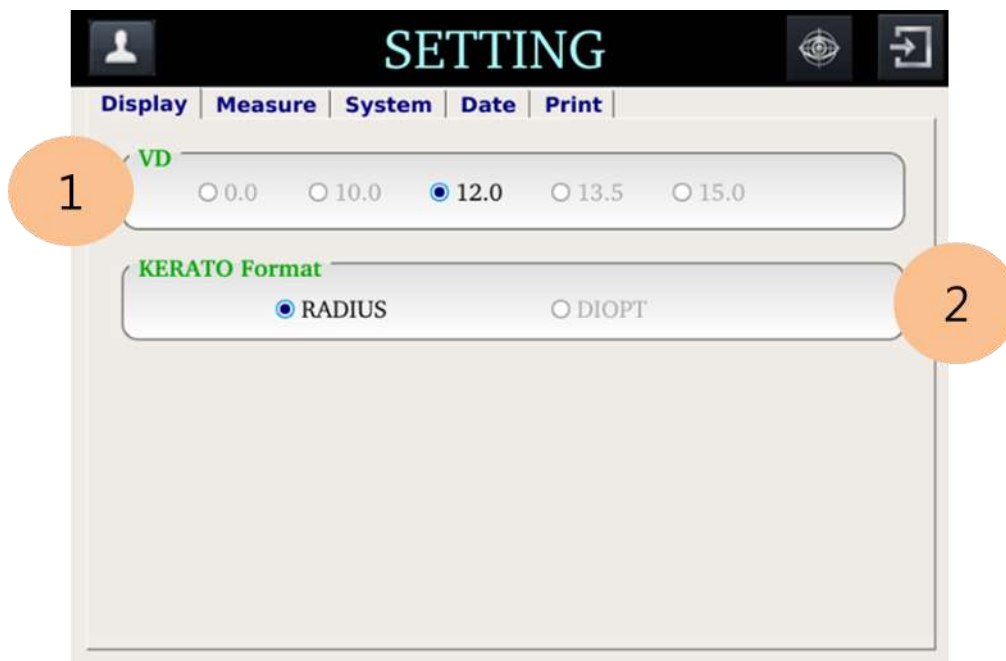 SETTING
Display Measure System Date Print
VD
1
0.0 10.0 12.0 13.5 15.0
KERATO Format
RADIUS DIOPT
2